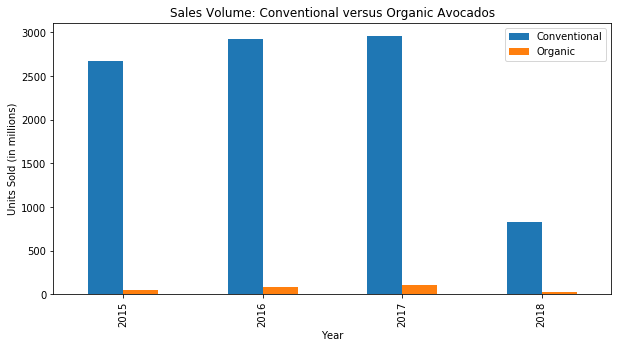 Sales Volume: Conventional versus Organic Avocados
Conventional
Organic
Units Sold (in millions)
3000
2500
2000
1500
1000
500
0
2015
2016
2017
2018
Year